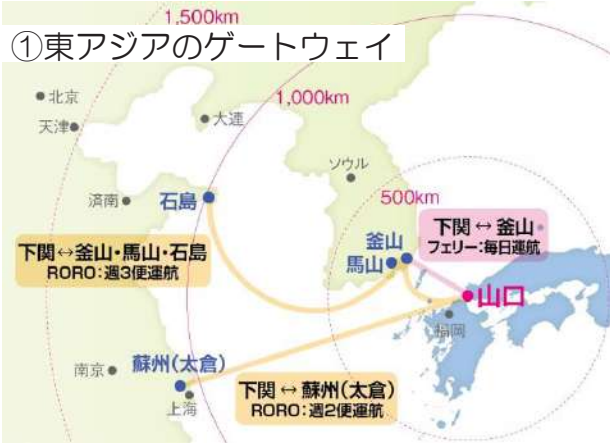 1,500km
①東アジアのゲートウェイ
北京
1,000km
天津
大連
ソウル
済南
石島
500km
下関↔釜山
フェリー:毎日運航
釜山
馬山
下関↔釜山・馬山・石島
RORO:週3便運航
山口
福岡
南京
蘇州(太倉)
上海
下関↔蘇州(太倉)
RORO:週2便運航